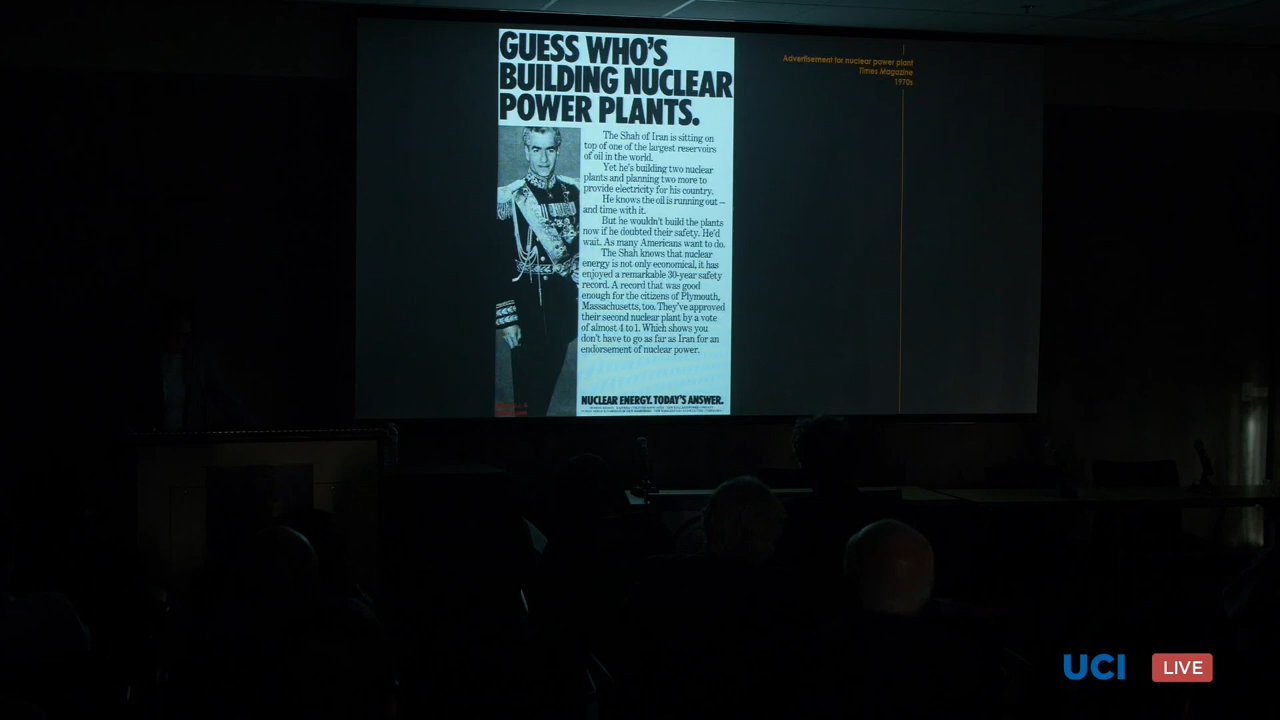 GUESS WHO'S
BUILDING NUCLEAR
POWER PLANTS.
The Shah of Iran is sitting on
top of one of the largest reservoirs
of oil in the world.
Yet he's building two nuclear
plants and planning two more to
provide electricity for his country.
He knows the oil is running out—
and time with it.
But he wouldn't build the plants
now if he doubted their safety. He'd
wait. As many Americans want to do.
The Shah knows that nuclear
energy is not only economical, it has
enjoyed a remarkable 30-year safety
record. A record that was good
enough for the citizens of Plymouth,
Massachusetts, too. They've approved
their second nuclear plant by a vote
of almost 4 to 1. Which shows you
don't have to go as far as Iran for an
endorsement of nuclear power.
NUCLEAR ENERGY. TODAY'S ANSWER.
Advertisement for nuclear power plant
Times Magazine
1970s
UCI LIVE